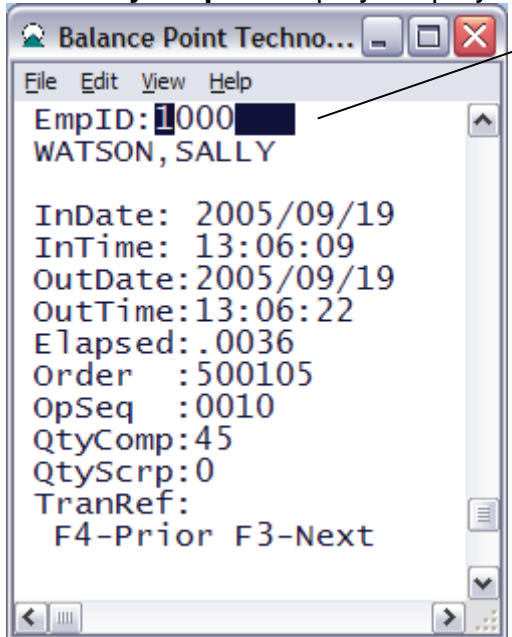 Balance Point Techno...
File Edit View Help
EmpID:1000
WATSON,SALLY
InDate: 2005/09/19
InTime: 13:06:09
OutDate:2005/09/19
OutTime:13:06:22
Elapsed:.0036
Order :500105
OpSeq :0010
QtyComp:45
QtyScrp:0
TranRef:
F4-Prior F3-Next